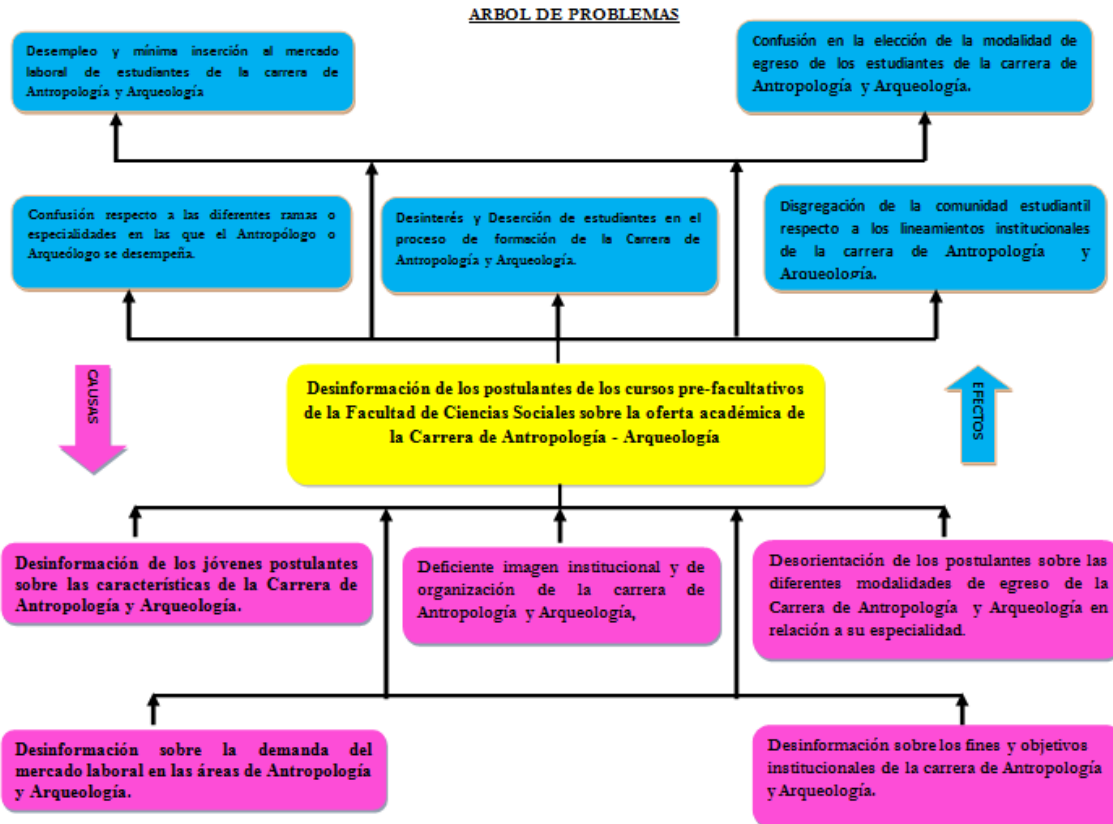 ARBOL DE PROBLEMAS
Desempleo y mínima inserción al mercado
laboral de estudiantes de la carrera de
Antropología y Arqueología
Confusión en la elección de la modalidad de
egreso de los estudiantes de la carrera de
Antropología y Arqueología.
Confusión respecto a las diferentes ramas o
especialidades en las que el Antropólogo o
Arqueólogo se desempeña.
Desinterés y Deserción de estudiantes en el
proceso de formación de la Carrera de
Antropología y Arqueología.
Disgregación de la comunidad estudiantil
respecto a los lineamientos institucionales
de la carrera de Antropología y
Arqueología.
CAUSAS
Desinformación de los postulantes de los cursos pre-facultativos
de la Facultad de Ciencias Sociales sobre la oferta académica de
la Carrera de Antropología - Arqueología
EFECTOS
Desinformación de los jóvenes postulantes
sobre las características de la Carrera de
Antropología y Arqueología.
Deficiente imagen institucional y de
organización de la carrera de
Antropología y Arqueología,
Desorientación de los postulantes sobre las
diferentes modalidades de egreso de la
Carrera de Antropología y Arqueología en
relación a su especialidad.
Desinformación sobre la demanda del
mercado laboral en las áreas de Antropología
y Arqueología.
Desinformación sobre los fines y objetivos
institucionales de la carrera de Antropología
y Arqueología.